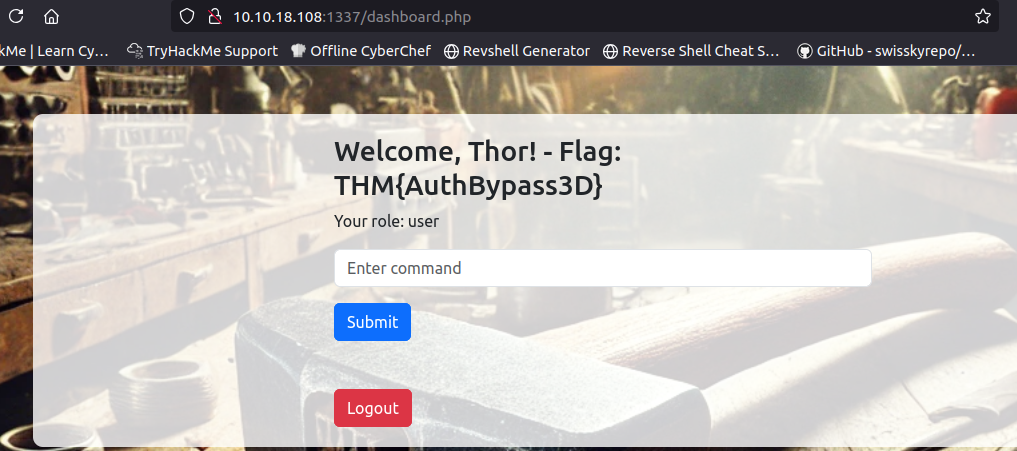 10.10.18.108:1337/dashboard.php
kMe | Learn Cy… TryHackMe Support Offline CyberChef Revshell Generator Reverse Shell Cheat S… GitHub - swisskyrepo/…
Welcome, Thor! - Flag:
THM{AuthBypass3D}
Your role: user
Enter command
Submit
Logout